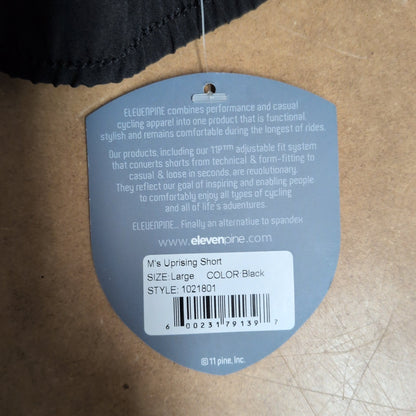 ELEVENPINE combines performance and casual
cycling apparel into one product that is functional,
stylish and remains comfortable during the longest of rides.
Our products, including our 11P™ adjustable fit system
that converts shorts from technical & form-fitting to
casual & loose in seconds, are revolutionary.
They reflect our goal of inspiring and enabling people
to comfortably enjoy all types of cycling
and all of life's adventures.
ELEVENPINE... Finally an alternative to spandex
www.elevenpine.com
M's Uprising Short
SIZE: Large COLOR Black
STYLE: 1021801
6 00231 79139 7
© 11 pine, Inc.